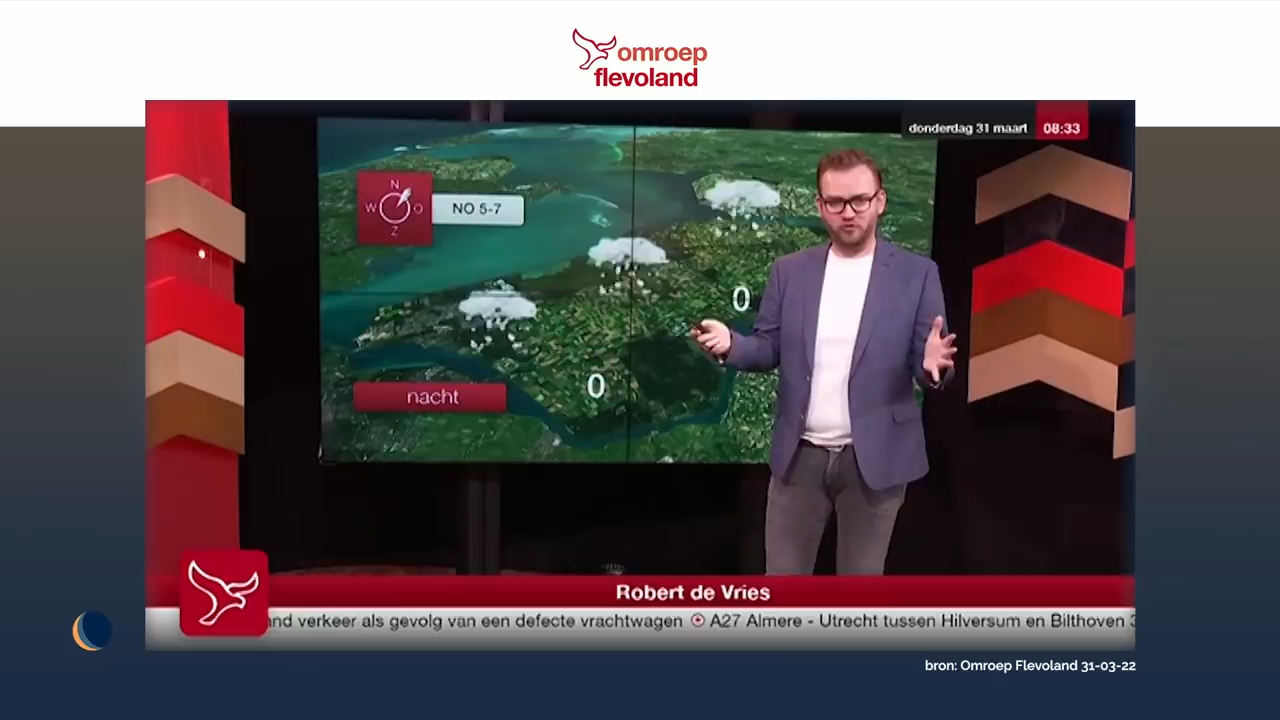 omroep
flevoland
donderdag 31 maart 08:33
N
W O
Z
NO 5-7
0
0
nacht
Robert de Vries
nd verkeer als gevolg van een defecte vrachtwagen A27 Almere - Utrecht tussen Hilversum en Bilthoven 3
bron: Omroep Flevoland 31-03-22